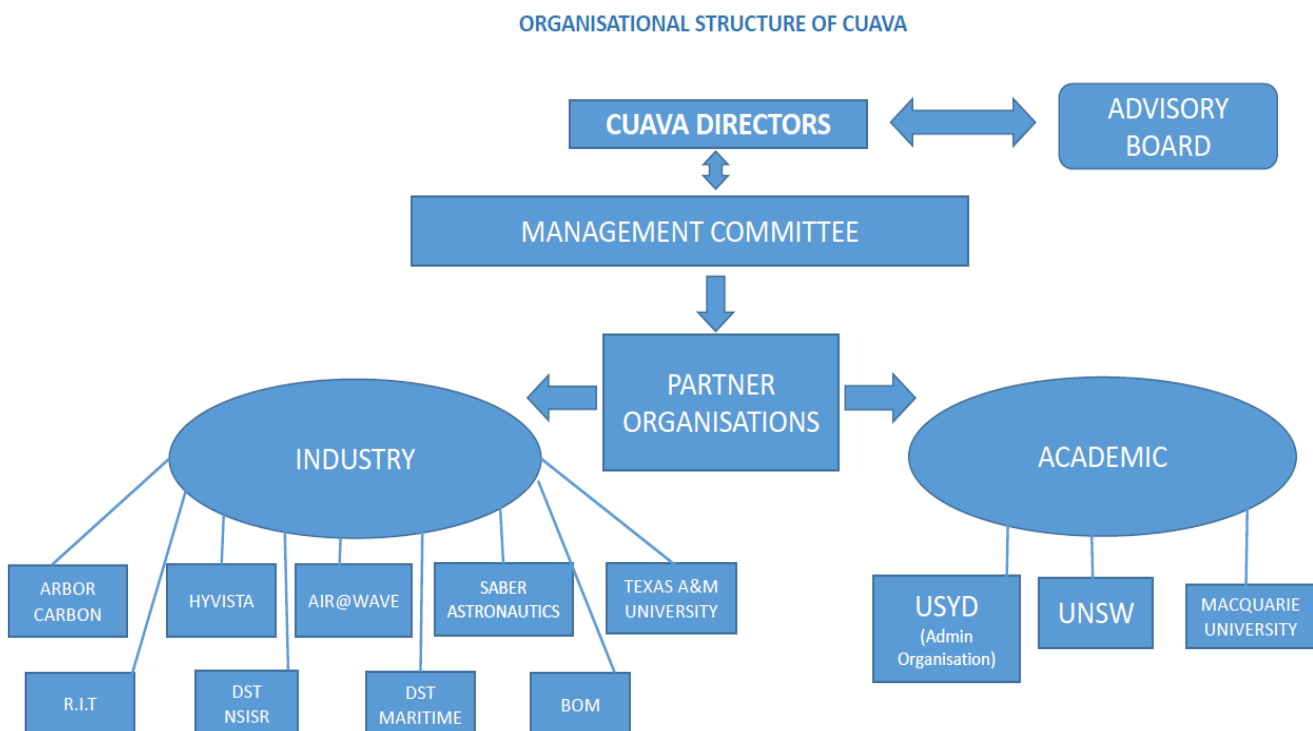 ORGANISATIONAL STRUCTURE OF CUAVA
CUAVA DIRECTORS
ADVISORY
BOARD
MANAGEMENT COMMITTEE
PARTNER
ORGANISATIONS
INDUSTRY
ACADEMIC
ARBOR
CARBON
HYVISTA
AIR@WAVE
SABER
ASTRONAUTICS
TEXAS A&M
UNIVERSITY
R.I.T
DST
NSISR
DST
MARITIME
BOM
USYD
(Admin
Organisation)
UNSW
MACQUARIE
UNIVERSITY